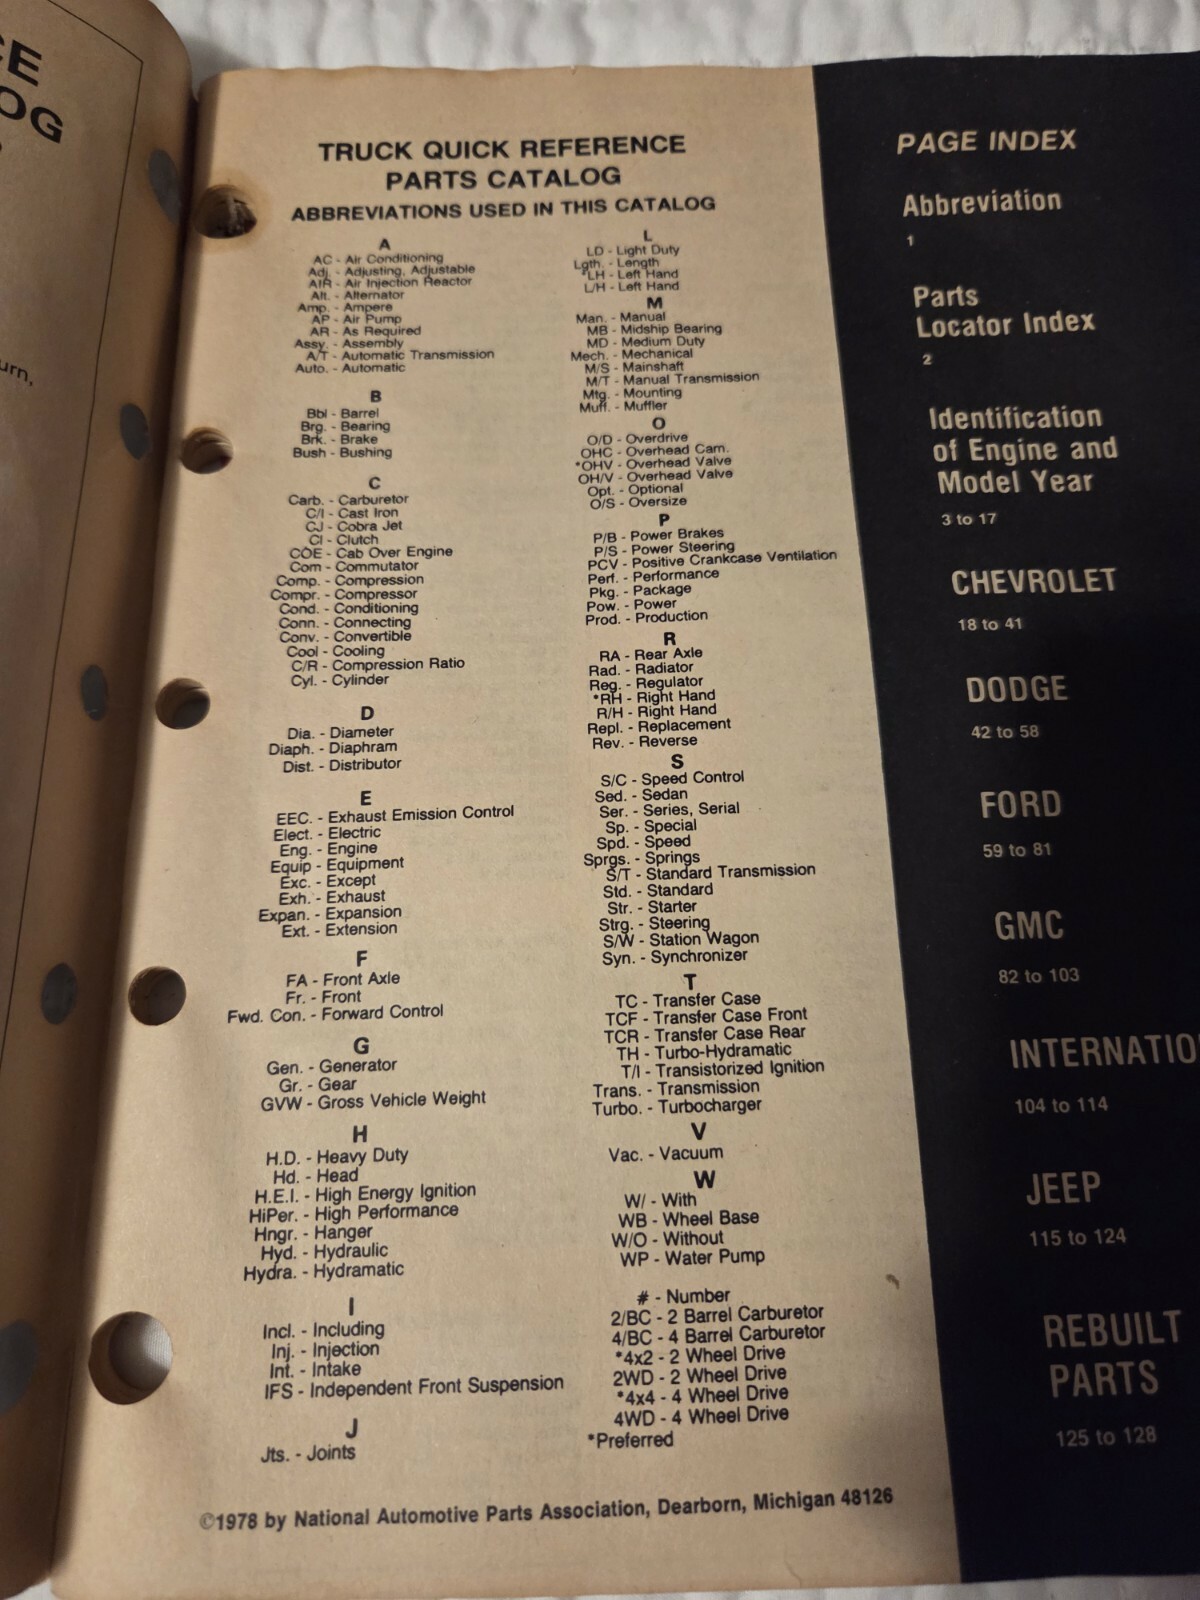 CE
OG
urn,
TRUCK QUICK REFERENCE
PARTS CATALOG
ABBREVIATIONS USED IN THIS CATALOG
A
AC - Air Conditioning
Adj. - Adjusting, Adjustable
AIR - Air Injection Reactor
Alt. - Alternator
Amp. - Ampere
AP - Air Pump
AR - As Required
Assy. - Assembly
A/T - Automatic Transmission
Auto. - Automatic
B
Bbl - Barrel
Brg. - Bearing
Brk. - Brake
Bush - Bushing
C
Carb. - Carburetor
C/I - Cast Iron
CJ - Cobra Jet
Cl - Clutch
COE - Cab Over Engine
Com - Commutator
Comp. - Compression
Compr. - Compressor
Cond. - Conditioning
Conn. - Connecting
Conv. - Convertible
Cool - Cooling
C/R - Compression Ratio
Cyl. - Cylinder
D
Dia. - Diameter
Diaph. - Diaphram
Dist. - Distributor
E
EEC. - Exhaust Emission Control
Elect. - Electric
Eng. - Engine
Equip - Equipment
Exc. - Except
Exh. - Exhaust
Expan. - Expansion
Ext. - Extension
F
FA - Front Axle
Fr. - Front
Fwd. Con. - Forward Control
G
Gen. - Generator
Gr. - Gear
GVW - Gross Vehicle Weight
H
H.D. - Heavy Duty
Hd. - Head
H.E.I. - High Energy Ignition
HiPer. - High Performance
Hngr. - Hanger
Hyd. - Hydraulic
Hydra. - Hydramatic
I
Incl. - Including
Inj. - Injection
Int. - Intake
IFS - Independent Front Suspension
J
Jts. - Joints
L
LD - Light Duty
Lgth. - Length
*LH - Left Hand
L/H - Left Hand
M
Man. - Manual
MB - Midship Bearing
MD - Medium Duty
Mech. - Mechanical
M/S - Mainshaft
M/T - Manual Transmission
Mtg. - Mounting
Muff. - Muffler
O
O/D - Overdrive
OHC - Overhead Cam.
*OHV - Overhead Valve
OH/V - Overhead Valve
Opt. - Optional
O/S - Oversize
P
P/B - Power Brakes
P/S - Power Steering
PCV - Positive Crankcase Ventilation
Perf. - Performance
Pkg. - Package
Pow. - Power
Prod. - Production
R
RA - Rear Axle
Rad. - Radiator
Reg. - Regulator
*RH - Right Hand
R/H - Right Hand
Repl. - Replacement
Rev. - Reverse
S
S/C - Speed Control
Sed. - Sedan
Ser. - Series, Serial
Sp. - Special
Spd. - Speed
Sprgs. - Springs
S/T - Standard Transmission
Std. - Standard
Str. - Starter
Strg. - Steering
S/W - Station Wagon
Syn. - Synchronizer
T
TC - Transfer Case
TCF - Transfer Case Front
TCR - Transfer Case Rear
TH - Turbo-Hydramatic
T/I - Transistorized Ignition
Trans. - Transmission
Turbo. - Turbocharger
V
Vac. - Vacuum
W
W/ - With
WB - Wheel Base
W/O - Without
WP - Water Pump
# - Number
2/BC - 2 Barrel Carburetor
4/BC - 4 Barrel Carburetor
*4x2 - 2 Wheel Drive
2WD - 2 Wheel Drive
*4x4 - 4 Wheel Drive
4WD - 4 Wheel Drive
*Preferred
©1978 by National Automotive Parts Association, Dearborn, Michigan 48126
PAGE INDEX
Abbreviation
1
Parts
Locator Index
2
Identification
of Engine and
Model Year
3 to 17
CHEVROLET
18 to 41
DODGE
42 to 58
FORD
59 to 81
GMC
82 to 103
INTERNATIO
104 to 114
JEEP
115 to 124
REBUILT
PARTS
125 to 128